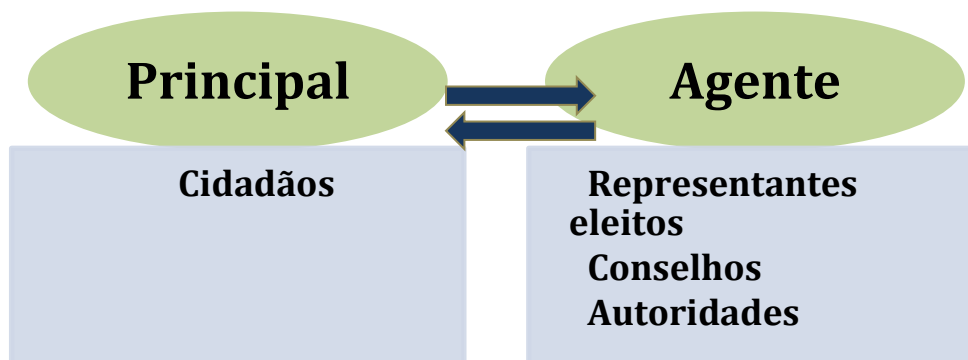 Principal
Agente
Cidadãos
Representantes
eleitos
Conselhos
Autoridades